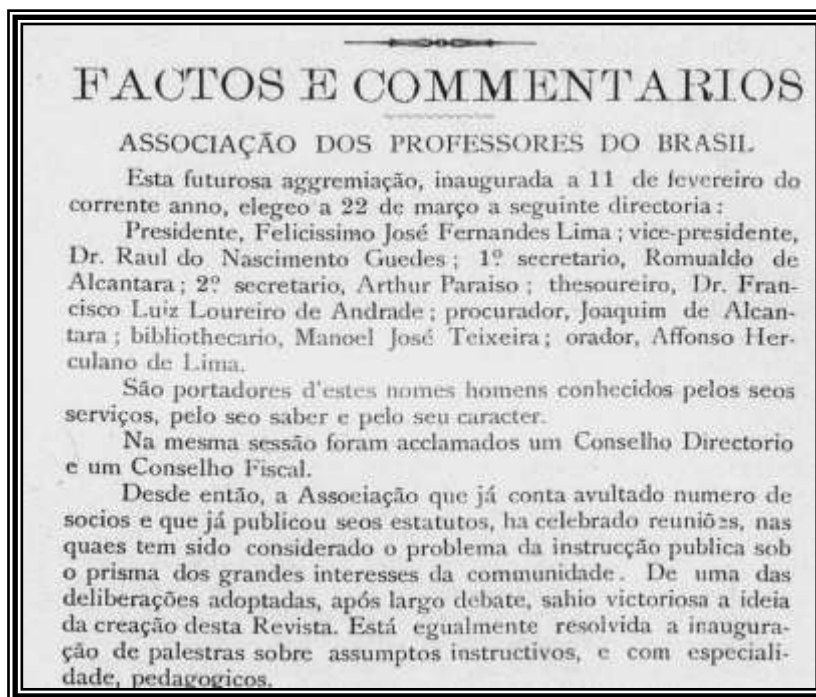 FACTOS E COMMENTARIOS
ASSOCIAÇÃO DOS PROFESSORES DO BRASIL
Esta futurosa aggremiação, inaugurada a 11 de fevereiro do
corrente anno, elegeo a 22 de março a seguinte directoria :
Presidente, Felicissimo José Fernandes Lima ; vice-presidente,
Dr. Raul do Nascimento Guedes ; 1º secretario, Romualdo de
Alcantara ; 2º secretario, Arthur Paraiso ; thesoureiro, Dr. Fran-
cisco Luiz Loureiro de Andrade ; procurador, Joaquim de Alcan-
tara ; bibliothecario, Manoel José Teixeira ; orador, Affonso Her-
culano de Lima.
São portadores d'estes nomes homens conhecidos pelos seos
serviços, pelo seo saber e pelo seu caracter.
Na mesma sessão foram acclamados um Conselho Directorio
e um Conselho Fiscal.
Desde então, a Associação que já conta avultado numero de
socios e que já publicou seos estatutos, ha celebrado reuniões, nas
quaes tem sido considerado o problema da instrucção publica sob
o prisma dos grandes interesses da communidade. De uma das
deliberações adoptadas, após largo debate, sahio victoriosa a ideia
da creação desta Revista. Está egualmente resolvida a inaugura-
ção de palestras sobre assumptos instructivos, e com especiali-
dade, pedagogicos.